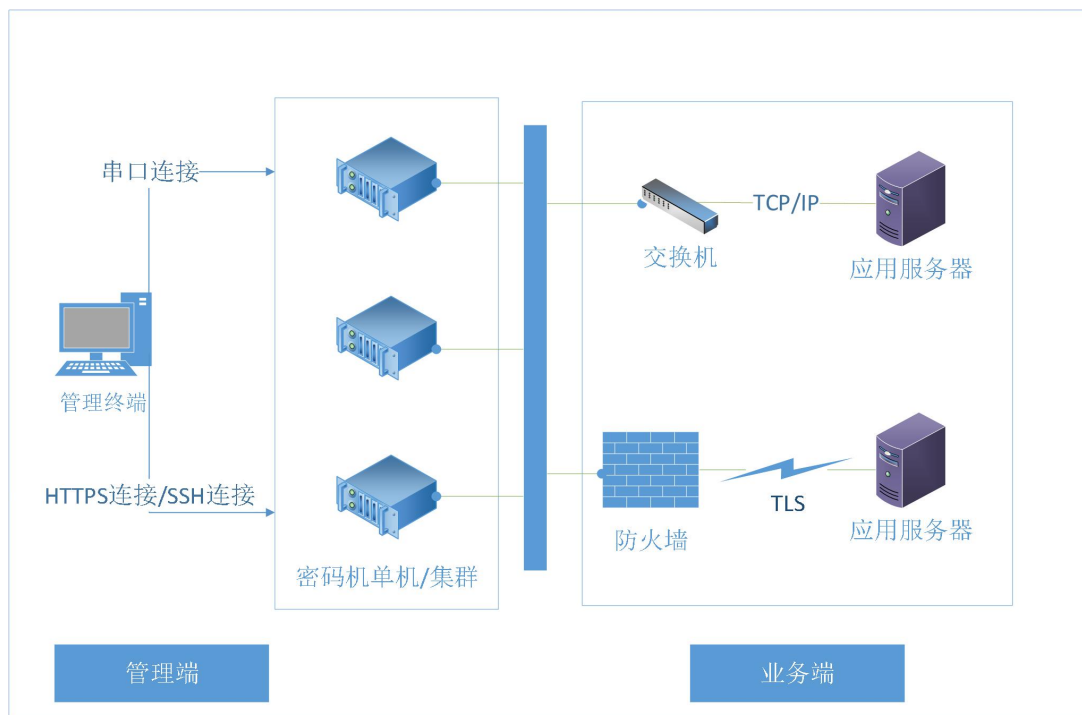 串口连接
管理终端
HTTPS连接/SSH连接
密码机单机/集群
交换机
TCP/IP
应用服务器
防火墙
TLS
应用服务器
管理端
业务端